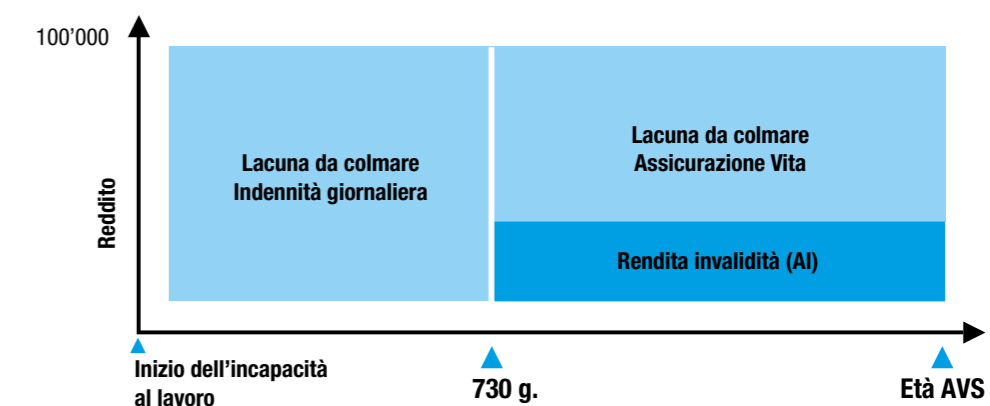 100’000
Reddito
Lacuna da colmare
Indennità giornaliera
Lacuna da colmare
Assicurazione Vita
Rendita invalidità (AI)
Inizio dell’incapacità
al lavoro
730 g.
Età AVS